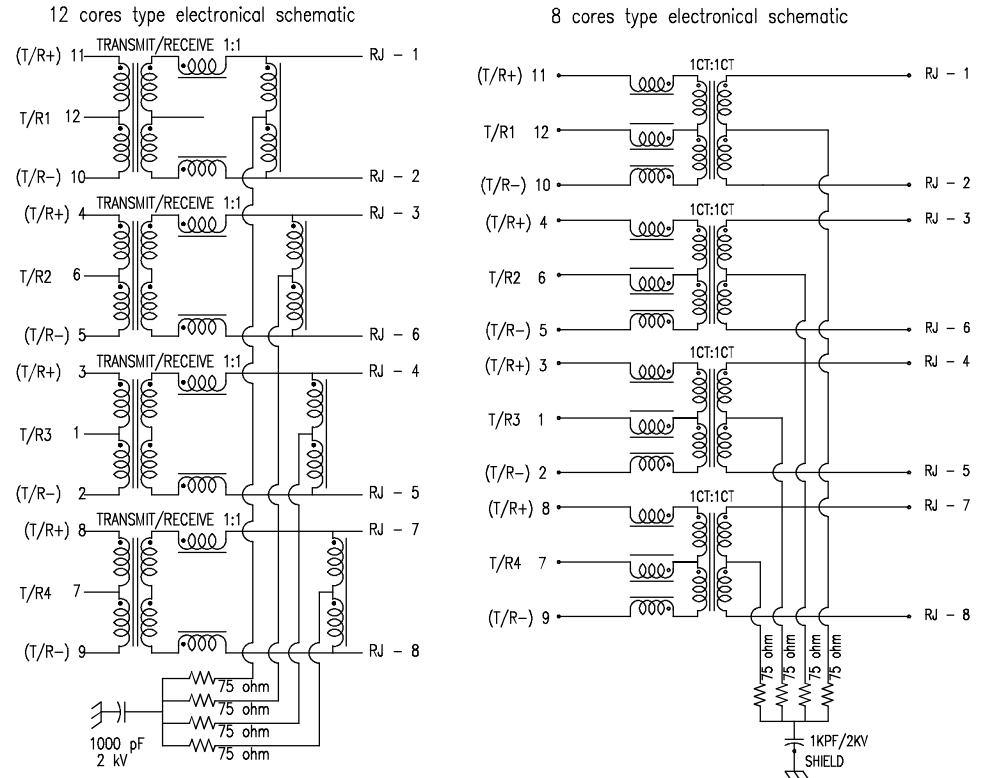 12 cores type electronical schematic
(T/R+) 11 TRANSMIT/RECEIVE 1:1 RJ - 1
T/R1 12
(T/R-) 10 RJ - 2
(T/R+) 4 TRANSMIT/RECEIVE 1:1 RJ - 3
T/R2 6
(T/R-) 5 RJ - 6
(T/R+) 3 TRANSMIT/RECEIVE 1:1 RJ - 4
T/R3 1
(T/R-) 2 RJ - 5
(T/R+) 8 TRANSMIT/RECEIVE 1:1 RJ - 7
T/R4 7
(T/R-) 9 RJ - 8
75 ohm
75 ohm
75 ohm
75 ohm
1000 pF
2 kV
8 cores type electronical schematic
1CT:1CT
(T/R+) 11 RJ - 1
T/R1 12
(T/R-) 10 RJ - 2
1CT:1CT
(T/R+) 4 RJ - 3
T/R2 6
(T/R-) 5 RJ - 6
1CT:1CT
(T/R+) 3 RJ - 4
T/R3 1
(T/R-) 2 RJ - 5
1CT:1CT
(T/R+) 8 RJ - 7
T/R4 7
(T/R-) 9 RJ - 8
75 ohm
75 ohm
75 ohm
75 ohm
1KPF/2KV
SHIELD